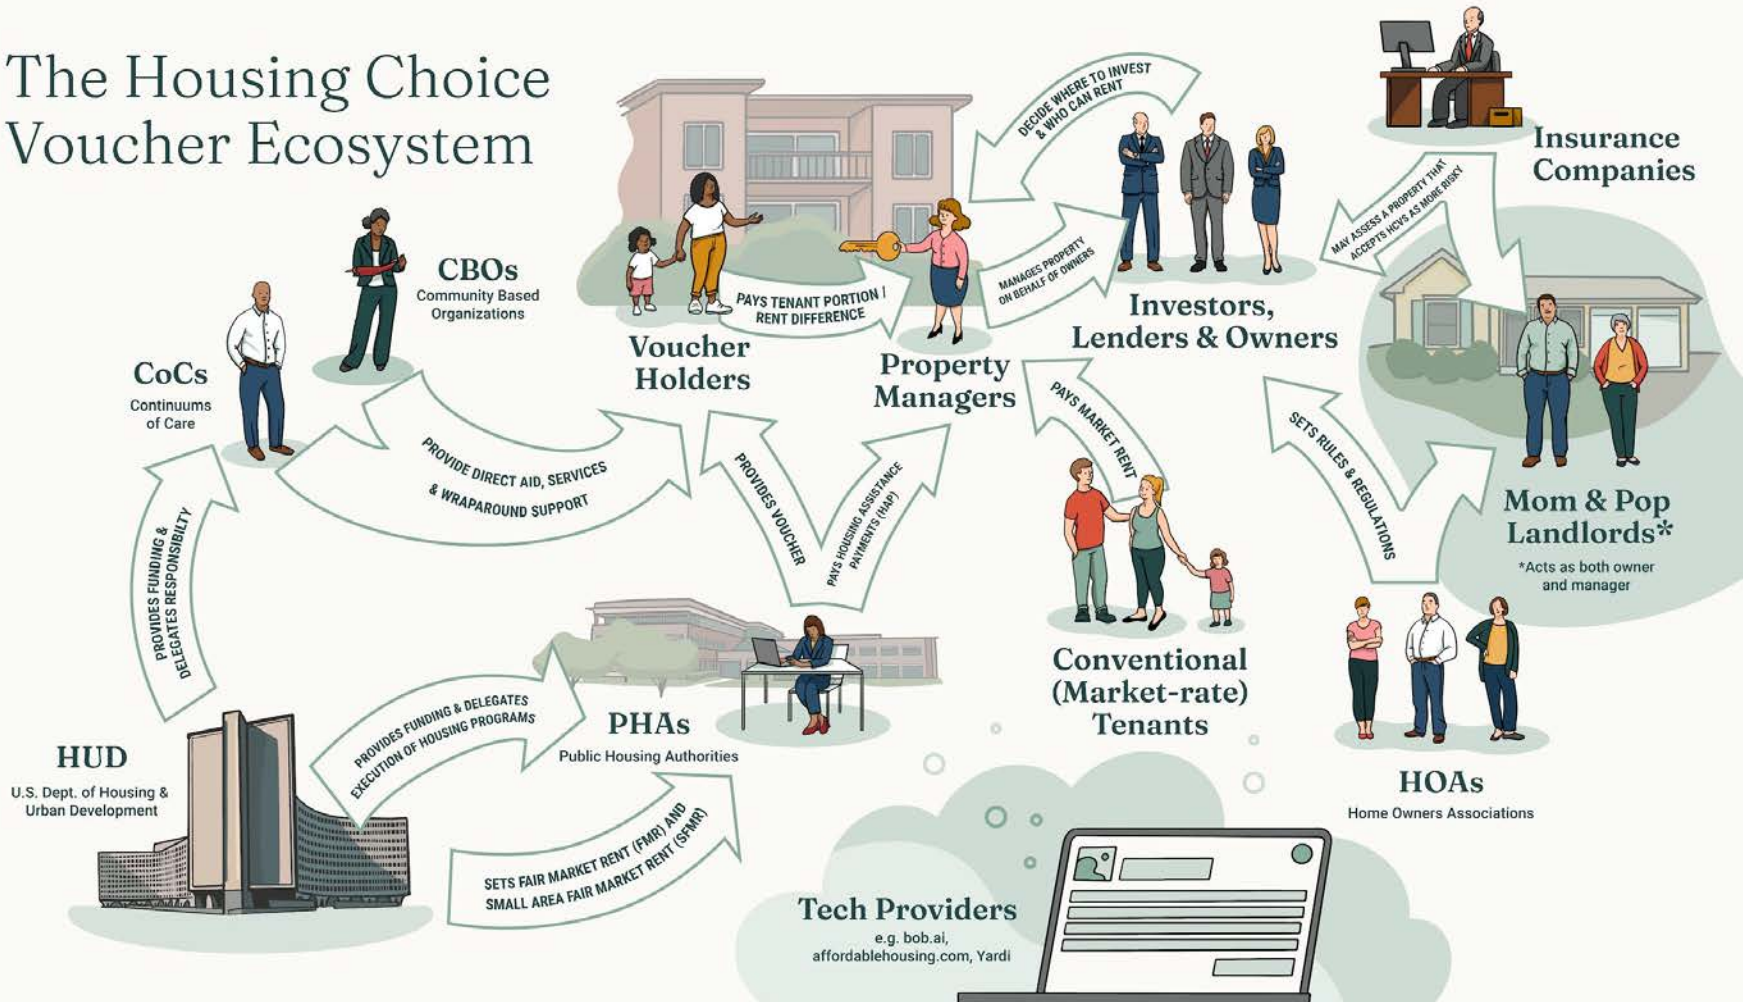 The Housing Choice
Voucher Ecosystem
CBOs
Community Based
Organizations
CoCs
Continuums
of Care
PROVIDE DIRECT AID, SERVICES
& WRAPAROUND SUPPORT
PROVIDES FUNDING &
DELEGATES RESPONSIBILTY
HUD
U.S. Dept. of Housing &
Urban Development
PROVIDES FUNDING & DELEGATES
EXECUTION OF HOUSING PROGRAMS
SETS FAIR MARKET RENT (FMR) AND
SMALL AREA FAIR MARKET RENT (SFMR)
PHAs
Public Housing Authorities
PROVIDES VOUCHER
PAYS HOUSING ASSISTANCE
PAYMENTS (HAP)
Voucher
Holders
PAYS TENANT PORTION /
RENT DIFFERENCE
Property
Managers
DECIDE WHERE TO INVEST
& WHO CAN RENT
MANAGES PROPERTY
ON BEHALF OF OWNERS
Investors,
Lenders & Owners
Insurance
Companies
MAY ASSESS A PROPERTY THAT
ACCEPTS HCVS AS MORE RISKY
PAYS MARKET RENT
Conventional
(Market-rate)
Tenants
SETS RULES & REGULATIONS
Mom & Pop
Landlords*
*Acts as both owner
and manager
HOAs
Home Owners Associations
Tech Providers
e.g. bob.ai,
affordablehousing.com, Yardi